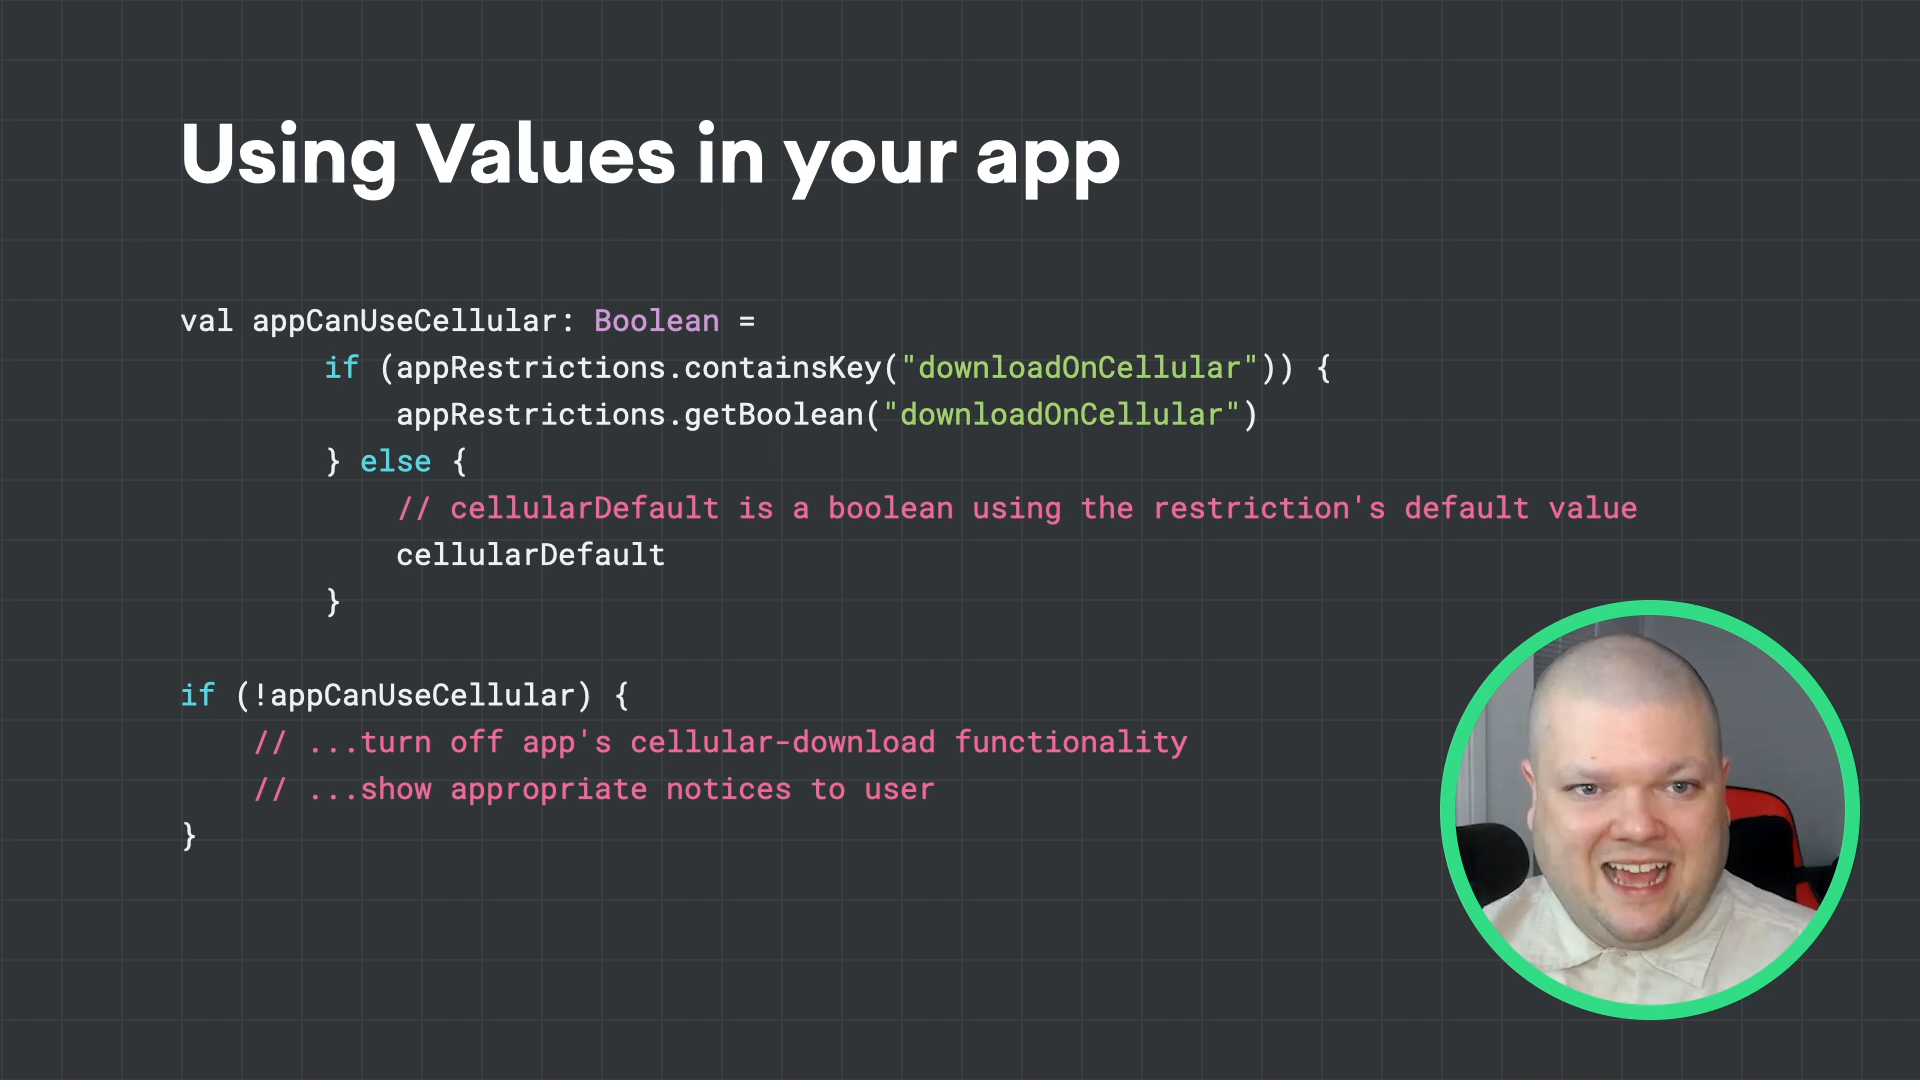 Using Values in your app
val appCanUseCellular: Boolean =
if (appRestrictions.containsKey("downloadOnCellular")) {
appRestrictions.getBoolean("downloadOnCellular")
} else {
// cellularDefault is a boolean using the restriction's default value
cellularDefault
}
if (!appCanUseCellular) {
// ...turn off app's cellular-download functionality
// ...show appropriate notices to user
}